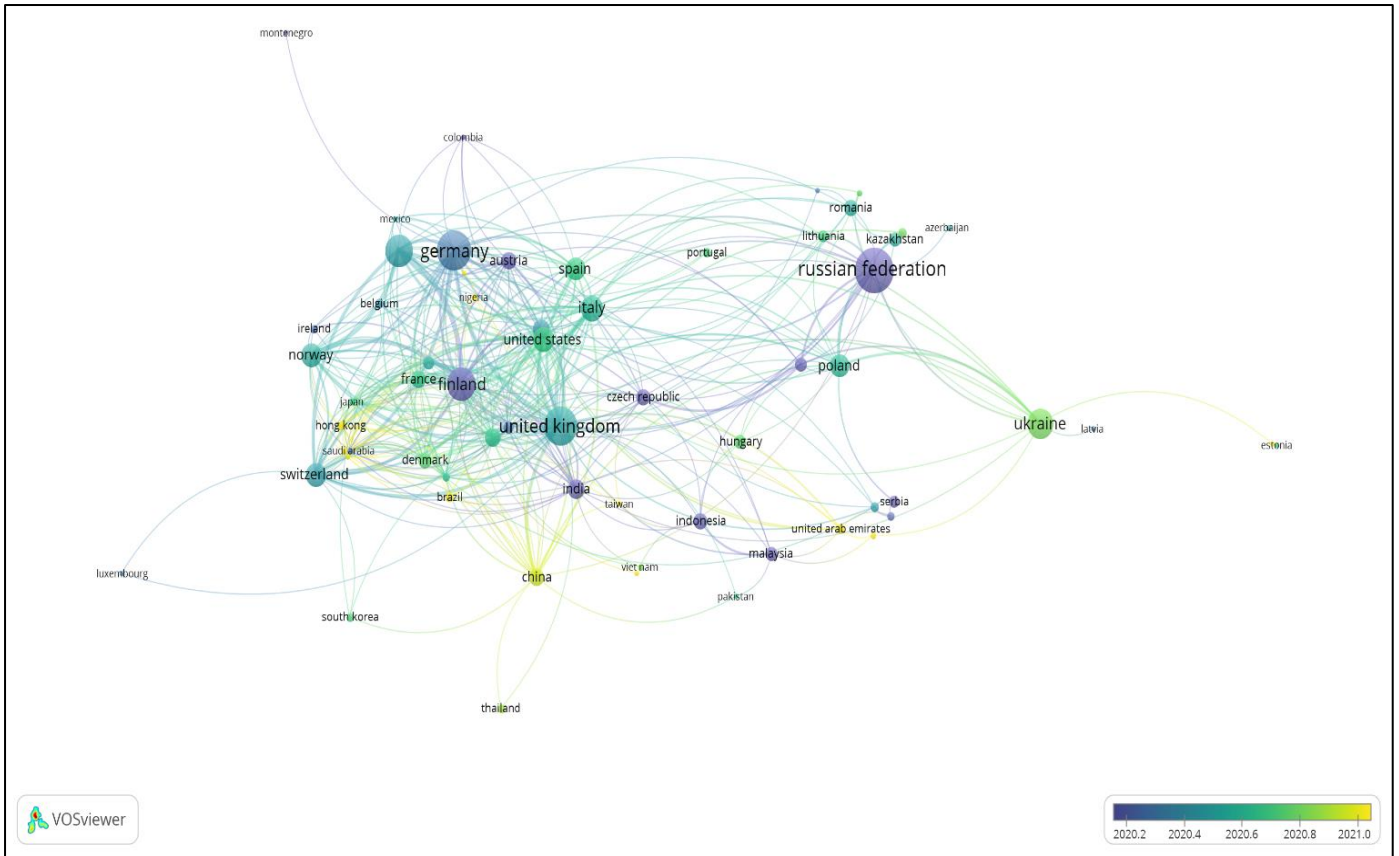 montenegro
colombia
mexico
romania
lithuania
kazakhstan
azerbaijan
germany
austria
spain
portugal
russian federation
belgium
nigeria
italy
ireland
norway
united states
poland
france
finland
japan
czech republic
hong kong
united kingdom
ukraine
latvia
saudi arabia
hungary
estonia
denmark
switzerland
india
brazil
taiwan
serbia
indonesia
united arab emirates
malaysia
luxembourg
china
viet nam
pakistan
south korea
thailand
VOSviewer
2020.2 2020.4 2020.6 2020.8 2021.0